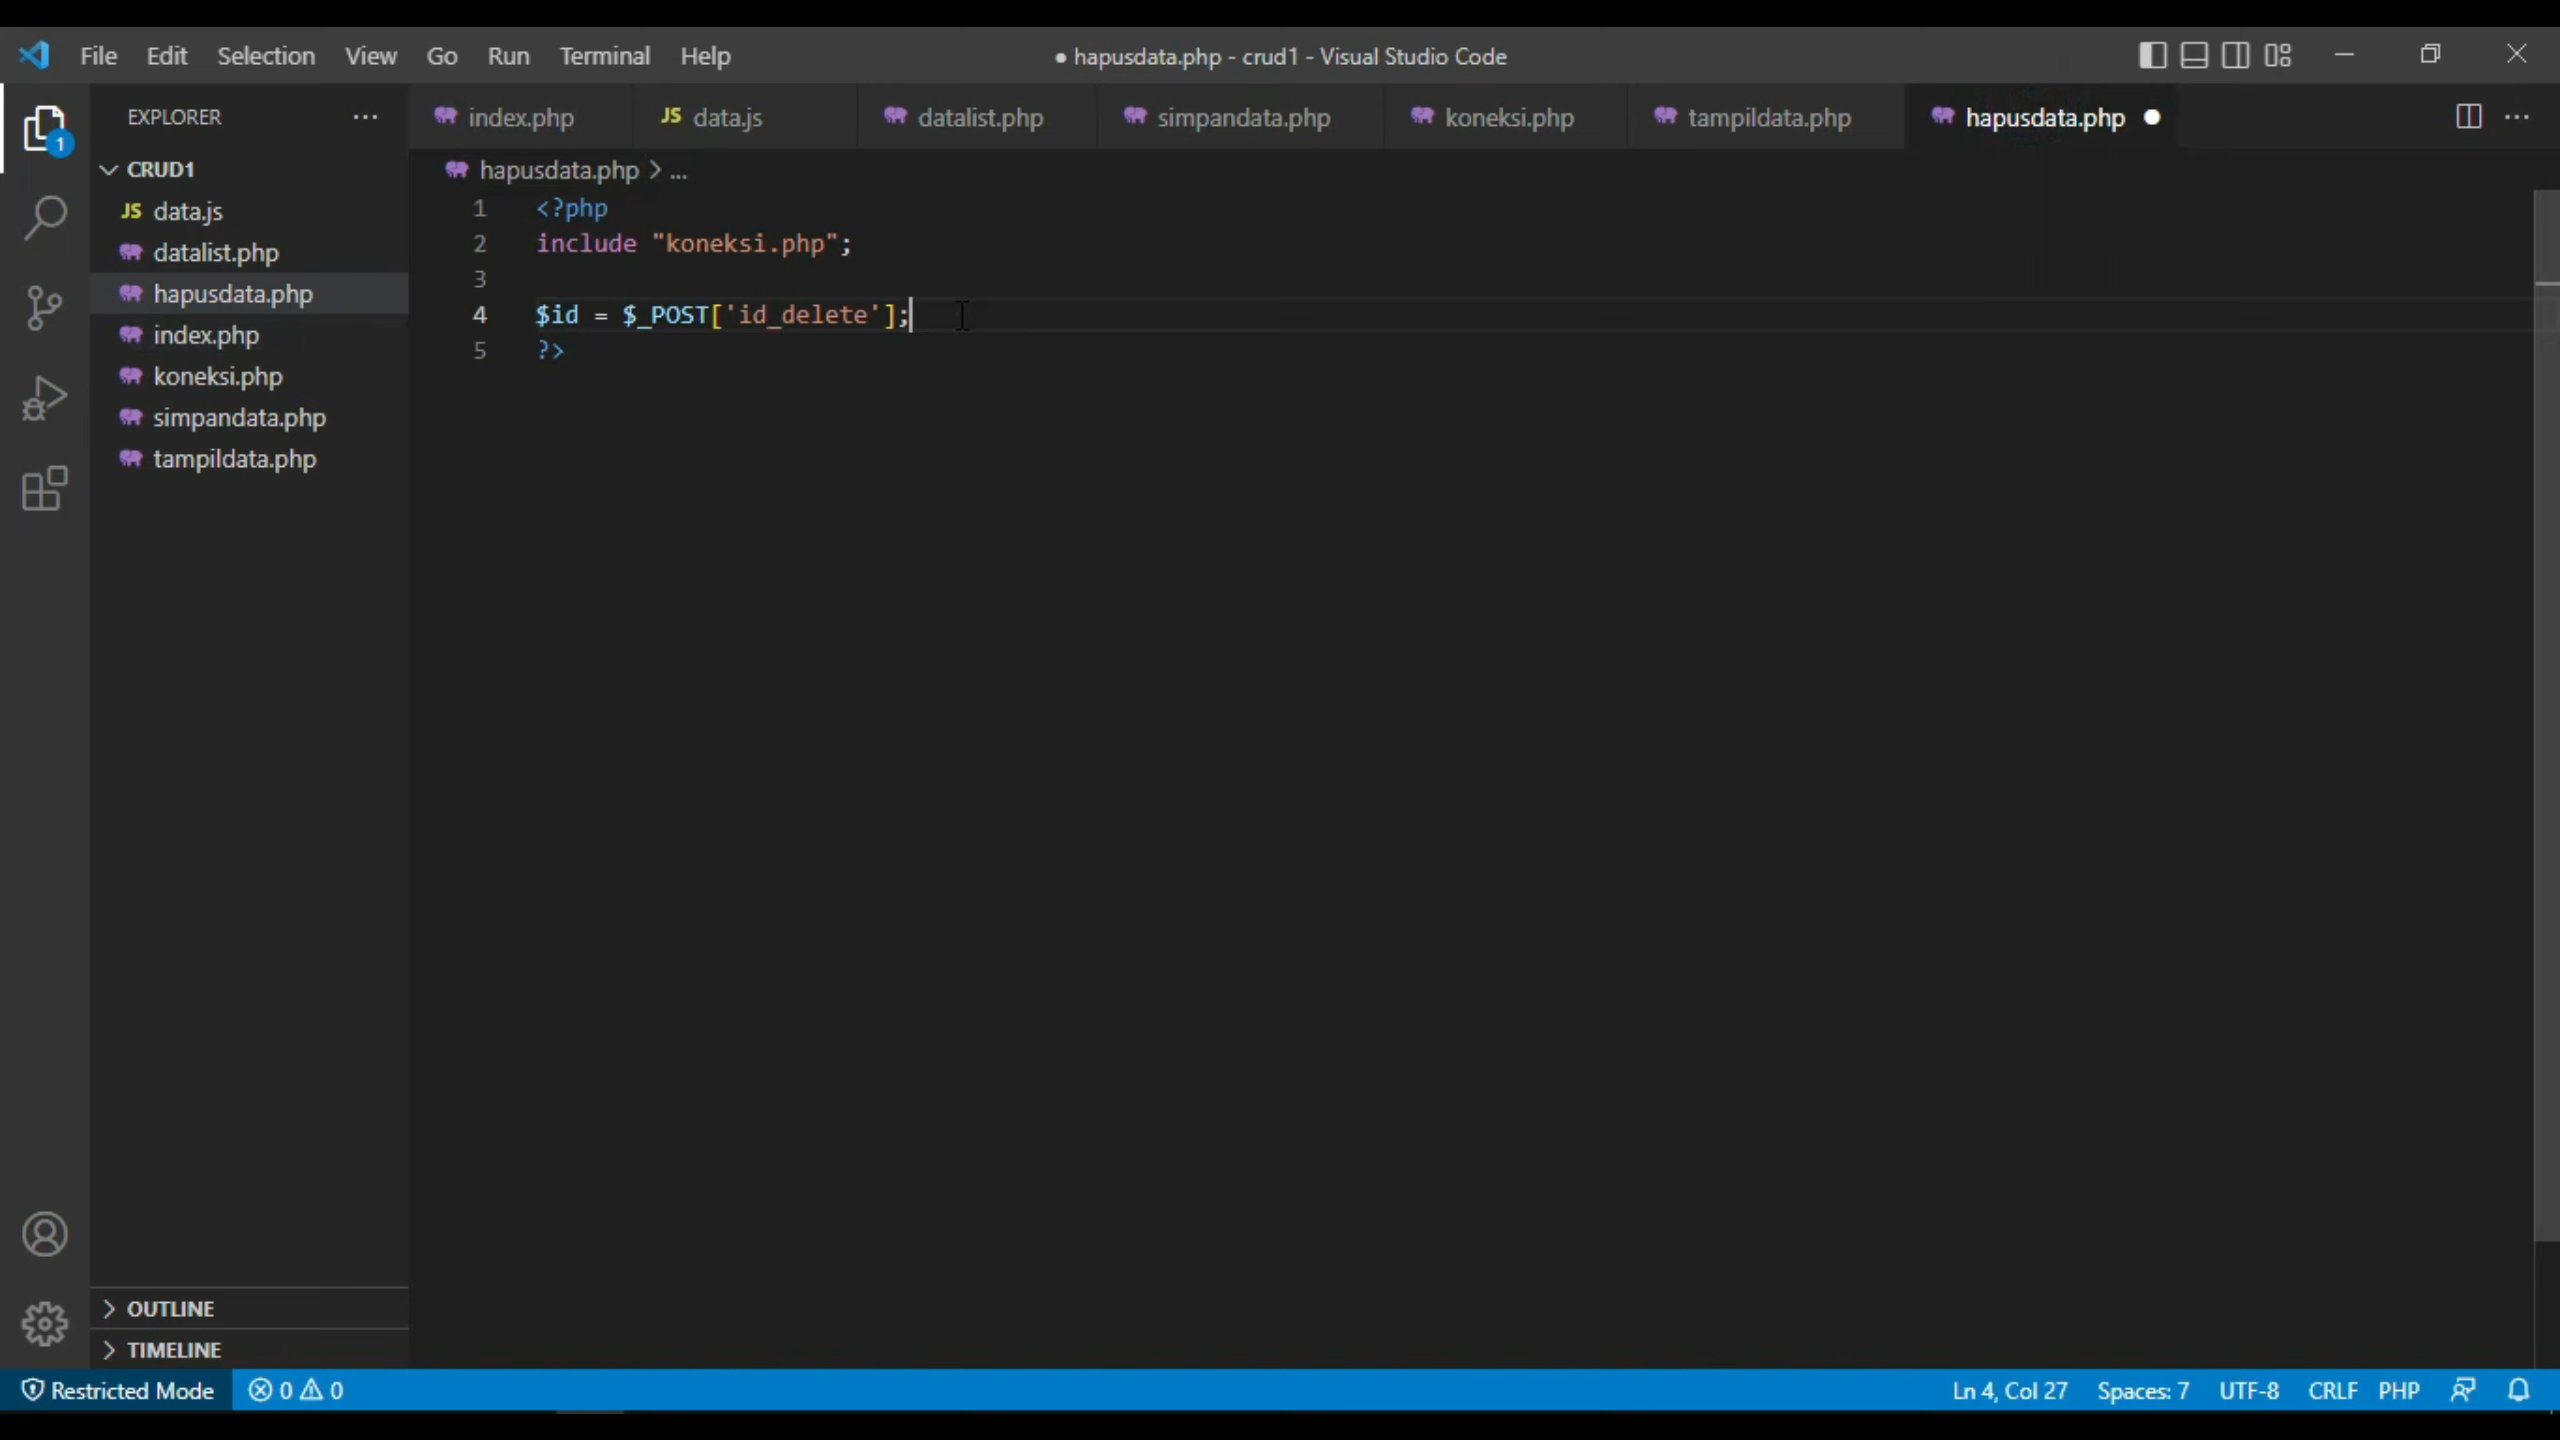 File Edit Selection View Go Run Terminal Help
● hapusdata.php - crud1 - Visual Studio Code
EXPLORER ···
index.php
JS data.js
datalist.php
simpandata.php
koneksi.php
tampildata.php
hapusdata.php ●
···
CRUD1
JS data.js
datalist.php
hapusdata.php
index.php
koneksi.php
simpandata.php
tampildata.php
OUTLINE
TIMELINE
1
hapusdata.php > ...
1 <?php
2 include "koneksi.php";
3
4 $id = $_POST['id_delete'];
5 ?>
Restricted Mode 0 0
Ln 4, Col 27 Spaces: 7 UTF-8 CRLF PHP